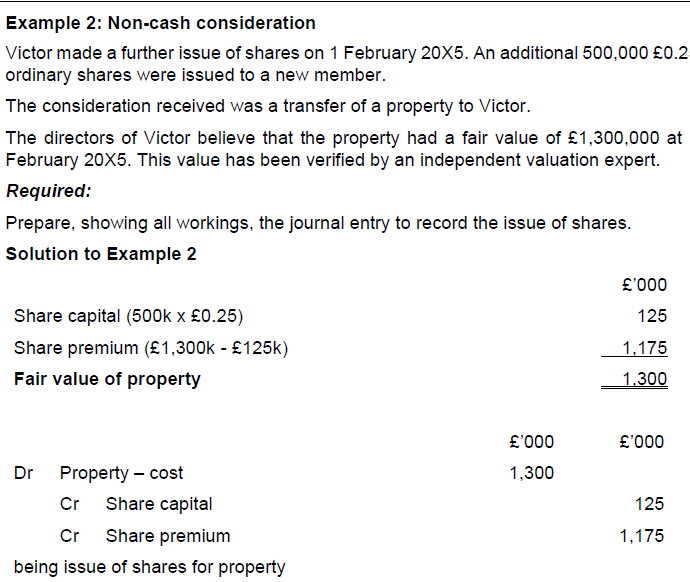 Example 2: Non-cash consideration
Victor made a further issue of shares on 1 February 20X5. An additional 500,000 £0.2
ordinary shares were issued to a new member.
The consideration received was a transfer of a property to Victor.
The directors of Victor believe that the property had a fair value of £1,300,000 at
February 20X5. This value has been verified by an independent valuation expert.
Required:
Prepare, showing all workings, the journal entry to record the issue of shares.
Solution to Example 2
£'000
Share capital (500k x £0.25) 125
Share premium (£1,300k - £125k) 1,175
Fair value of property 1,300
£'000 £'000
Dr Property – cost 1,300
Cr Share capital 125
Cr Share premium 1,175
being issue of shares for property